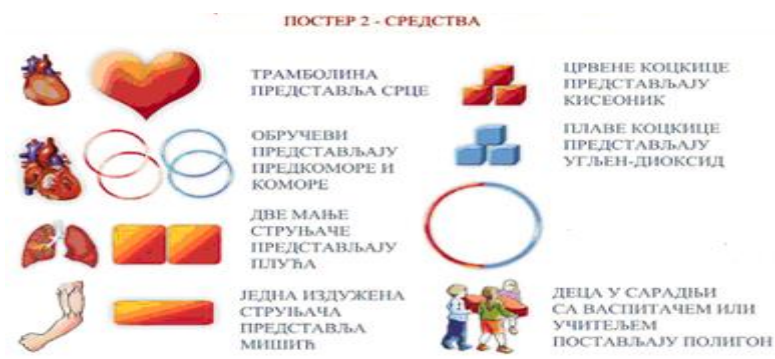 ПОСТЕР 2 - СРЕДСТВА
ТРАМБОЛИНА
ПРЕДСТАВЉА СРЦЕ
ОБРУЧЕВИ
ПРЕДСТАВЉАЈУ
ПРЕДКОМОРЕ И
КОМОРЕ
ДВЕ МАЊЕ
СТРУЊАЧЕ
ПРЕДСТАВЉАЈУ
ПЛУЋА
ЈЕДНА ИЗДУЖЕНА
СТРУЊАЧА
ПРЕДСТАВЉА
МИШИЋ
ЦРВЕНЕ КОЦКИЦЕ
ПРЕДСТАВЉАЈУ
КИСЕОНИК
ПЛАВЕ КОЦКИЦЕ
ПРЕДСТАВЉАЈУ
УГЉЕН-ДИОКСИД
ДЕЦА У САРАДЊИ
СА ВАСПИТАЧЕМ ИЛИ
УЧИТЕЉЕМ
ПОСТАВЉАЈУ ПОЛИГОН